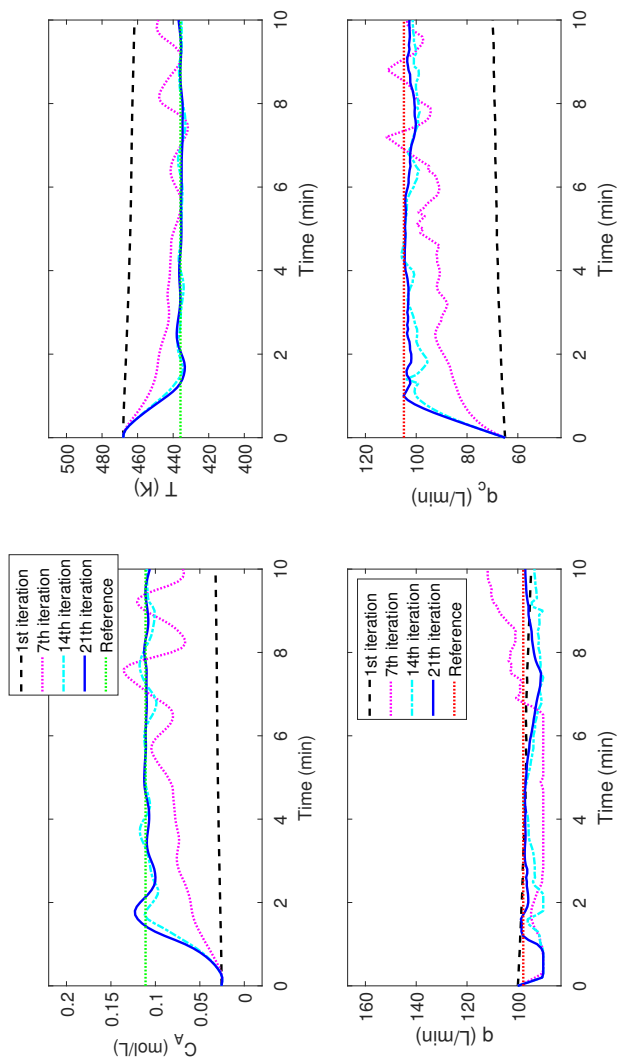 0.2
0.15
0.1
0.05
0
C_A (mol/L)
0 2 4 6 8 10
Time (min)
1st iteration
7th iteration
14th iteration
21th iteration
Reference
500
480
460
440
420
400
T (K)
0 2 4 6 8 10
Time (min)
160
140
120
100
q (L/min)
0 2 4 6 8 10
Time (min)
1st iteration
7th iteration
14th iteration
21th iteration
Reference
120
100
80
60
q_c (L/min)
0 2 4 6 8 10
Time (min)